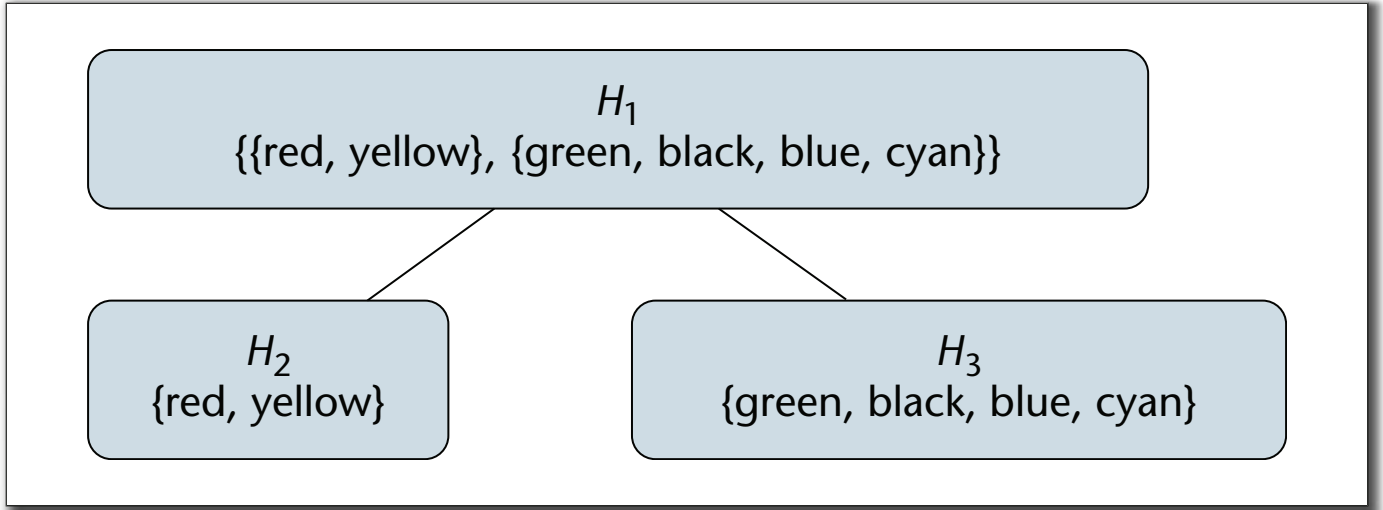 H1
{{red, yellow}, {green, black, blue, cyan}}
H2
{red, yellow}
H3
{green, black, blue, cyan}